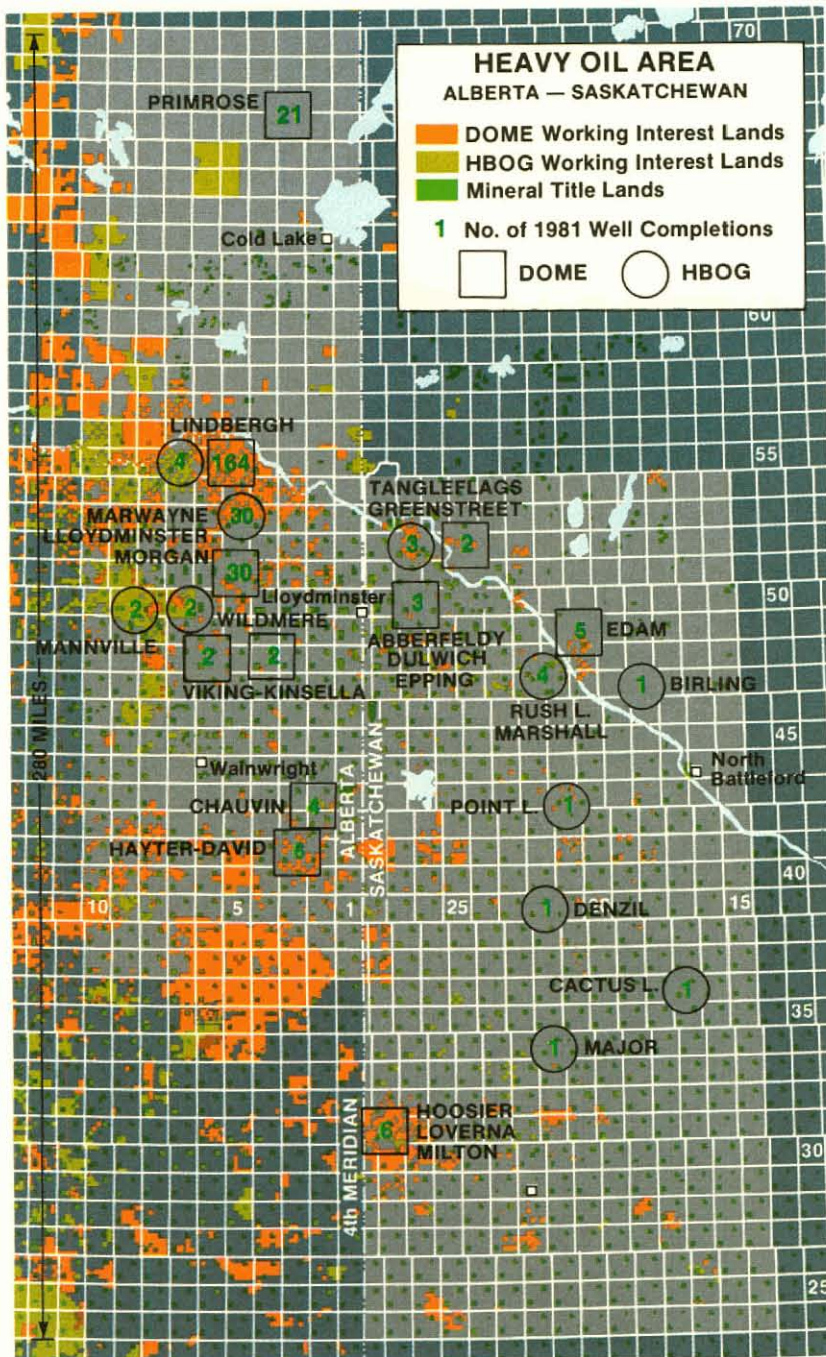 70
HEAVY OIL AREA
ALBERTA — SASKATCHEWAN
DOME Working Interest Lands
HBOG Working Interest Lands
Mineral Title Lands
1 No. of 1981 Well Completions
DOME
HBOG
PRIMROSE
21
Cold Lake
60
LINDBERGH
4
164
55
MARWAYNE
LLOYDMINSTER
MORGAN
30
30
TANGLEFLAGS
GREENSTREET
3
2
50
Lloydminster
3
ABBERFELDY
DULWICH
EPPING
2
MANNVILLE
2
WILDMERE
2
2
VIKING-KINSELLA
5
EDAM
4
RUSH L.
MARSHALL
1
BIRLING
280 MILES
45
Wainwright
North
Battleford
CHAUVIN
4
ALBERTA
SASKATCHEWAN
POINT L.
1
HAYTER-DAVID
40
10
5
1
25
15
1
DENZIL
CACTUS L.
1
35
1
MAJOR
4th MERIDIAN
6
HOOSIER
LOVERNA
MILTON
30
25